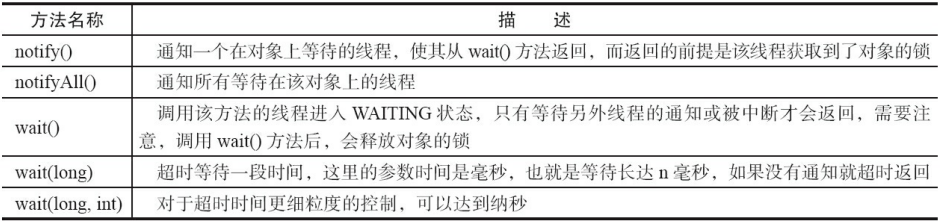 方法名称 描 述
notify() 通知一个在对象上等待的线程，使其从 wait() 方法返回，而返回的前提是该线程获取到了对象的锁
notifyAll() 通知所有等待在该对象上的线程
wait() 调用该方法的线程进入 WAITING 状态，只有等待另外线程的通知或被中断才会返回，需要注
意，调用 wait() 方法后，会释放对象的锁
wait(long) 超时等待一段时间，这里的参数时间是毫秒，也就是等待长达 n 毫秒，如果没有通知就超时返回
wait(long, int) 对于超时时间更细粒度的控制，可以达到纳秒